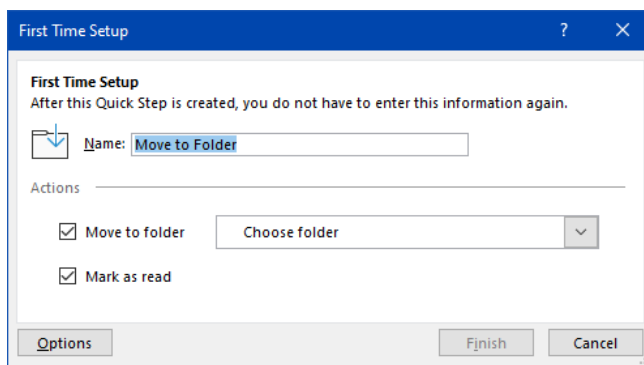 First Time Setup ?
First Time Setup
After this Quick Step is created, you do not have to enter this information again.
Name: Move to Folder
Actions
Move to folder Choose folder
Mark as read
Options Finish Cancel